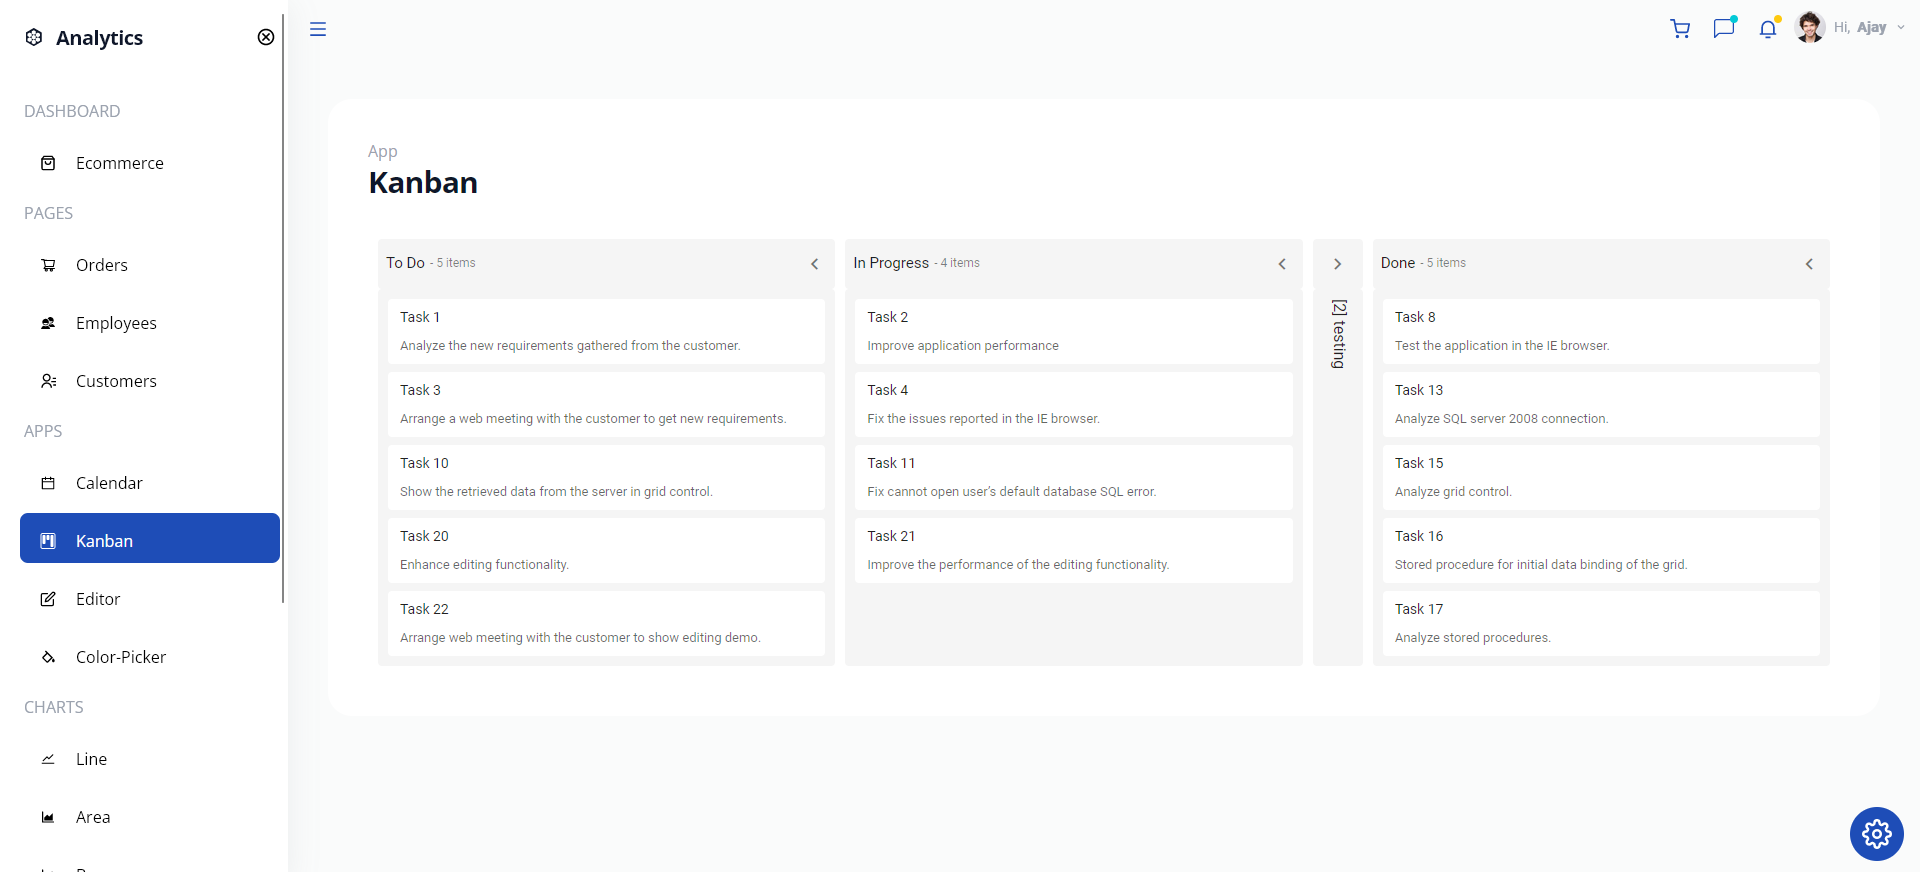 Analytics
DASHBOARD
Ecommerce
PAGES
Orders
Employees
Customers
APPS
Calendar
Kanban
Editor
Color-Picker
CHARTS
Line
Area
Hi, Ajay
App
Kanban
To Do - 5 items
Task 1
Analyze the new requirements gathered from the customer.
Task 3
Arrange a web meeting with the customer to get new requirements.
Task 10
Show the retrieved data from the server in grid control.
Task 20
Enhance editing functionality.
Task 22
Arrange web meeting with the customer to show editing demo.
In Progress - 4 items
Task 2
Improve application performance
Task 4
Fix the issues reported in the IE browser.
Task 11
Fix cannot open user’s default database SQL error.
Task 21
Improve the performance of the editing functionality.
[2] testing
Done - 5 items
Task 8
Test the application in the IE browser.
Task 13
Analyze SQL server 2008 connection.
Task 15
Analyze grid control.
Task 16
Stored procedure for initial data binding of the grid.
Task 17
Analyze stored procedures.